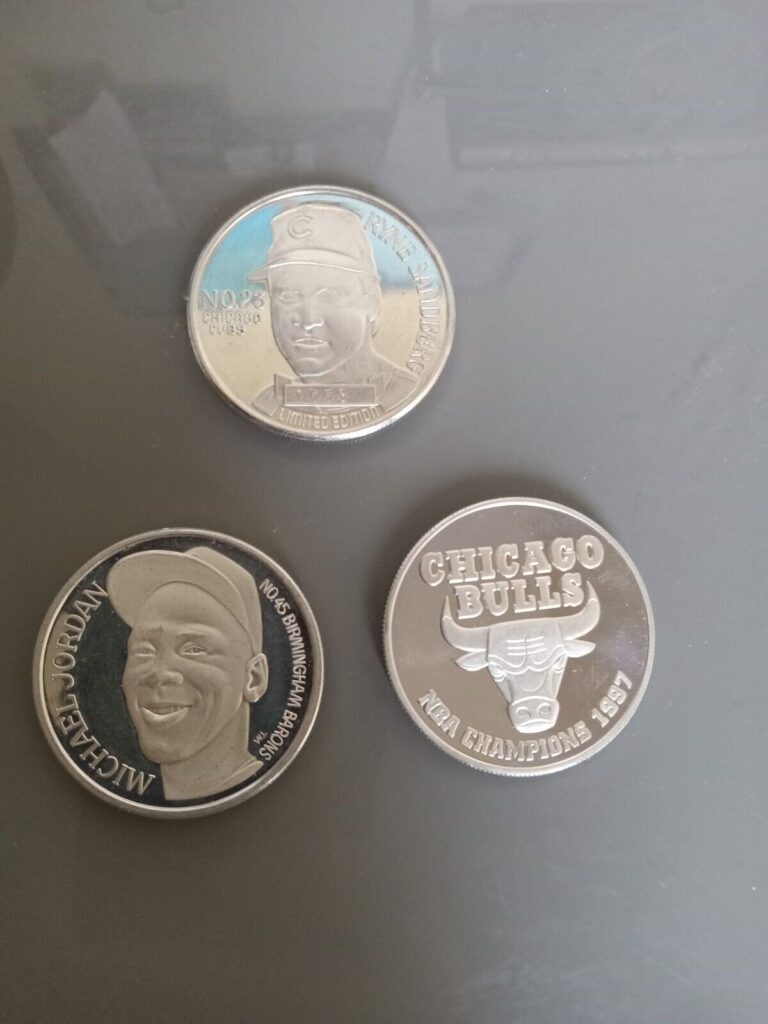 C
NO.23
CHICAGO
CUBS
RYNE SANDBERG
LIMITED EDITION
MICHAEL JORDAN
NO.45 BIRMINGHAM BARONS
TM
CHICAGO
BULLS
NBA CHAMPIONS 1997